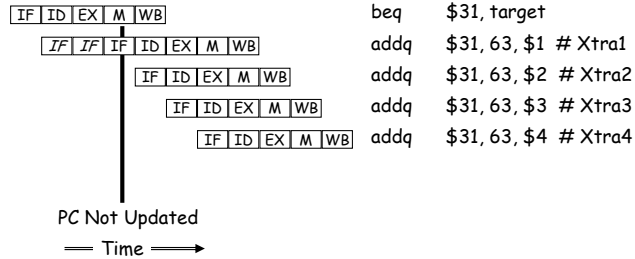 IF ID EX M WB beq $31, target
IF IF IF ID EX M WB addq $31, 63, $1 # Xtra1
IF ID EX M WB addq $31, 63, $2 # Xtra2
IF ID EX M WB addq $31, 63, $3 # Xtra3
IF ID EX M WB addq $31, 63, $4 # Xtra4
PC Not Updated
Time